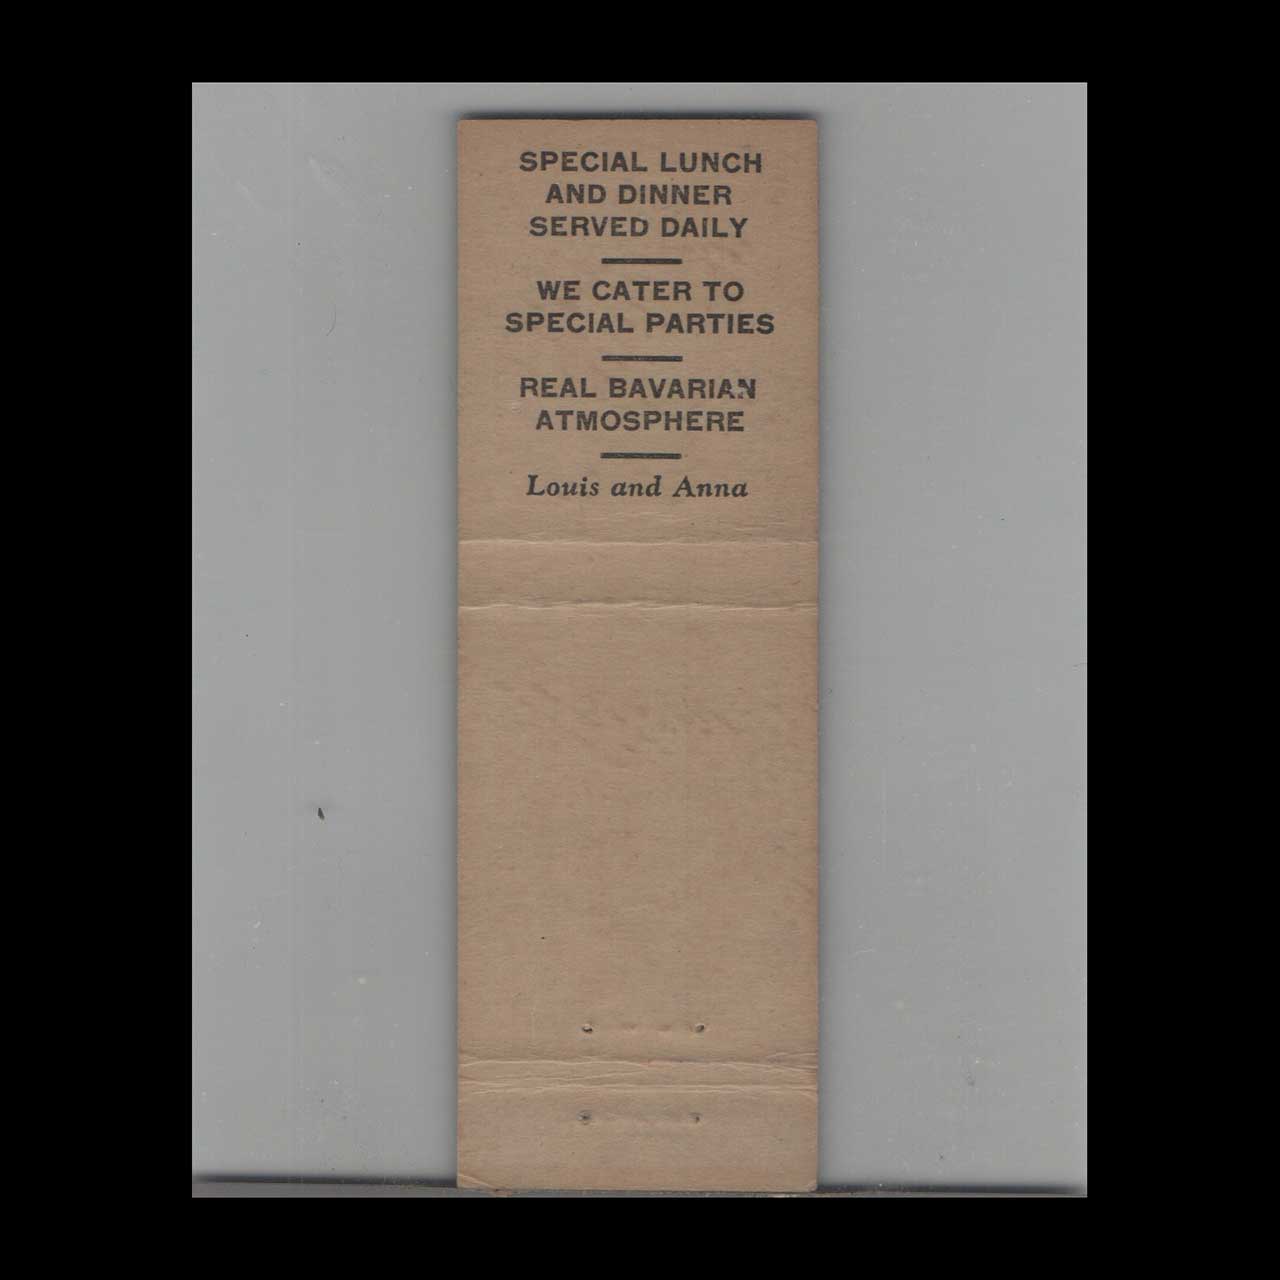 SPECIAL LUNCH
AND DINNER
SERVED DAILY
WE CATER TO
SPECIAL PARTIES
REAL BAVARIAN
ATMOSPHERE
Louis and Anna